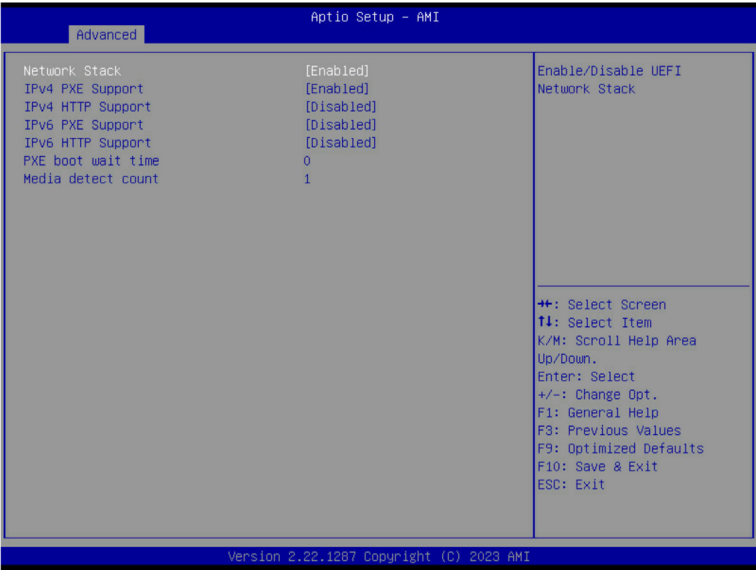 Aptio Setup – AMI
Advanced
Network Stack [Enabled]
IPv4 PXE Support [Enabled]
IPv4 HTTP Support [Disabled]
IPv6 PXE Support [Disabled]
IPv6 HTTP Support [Disabled]
PXE boot wait time 0
Media detect count 1
Enable/Disable UEFI
Network Stack
→←: Select Screen
↑↓: Select Item
K/M: Scroll Help Area
Up/Down.
Enter: Select
+/-: Change Opt.
F1: General Help
F3: Previous Values
F9: Optimized Defaults
F10: Save & Exit
ESC: Exit
Version 2.22.1287 Copyright (C) 2023 AMI